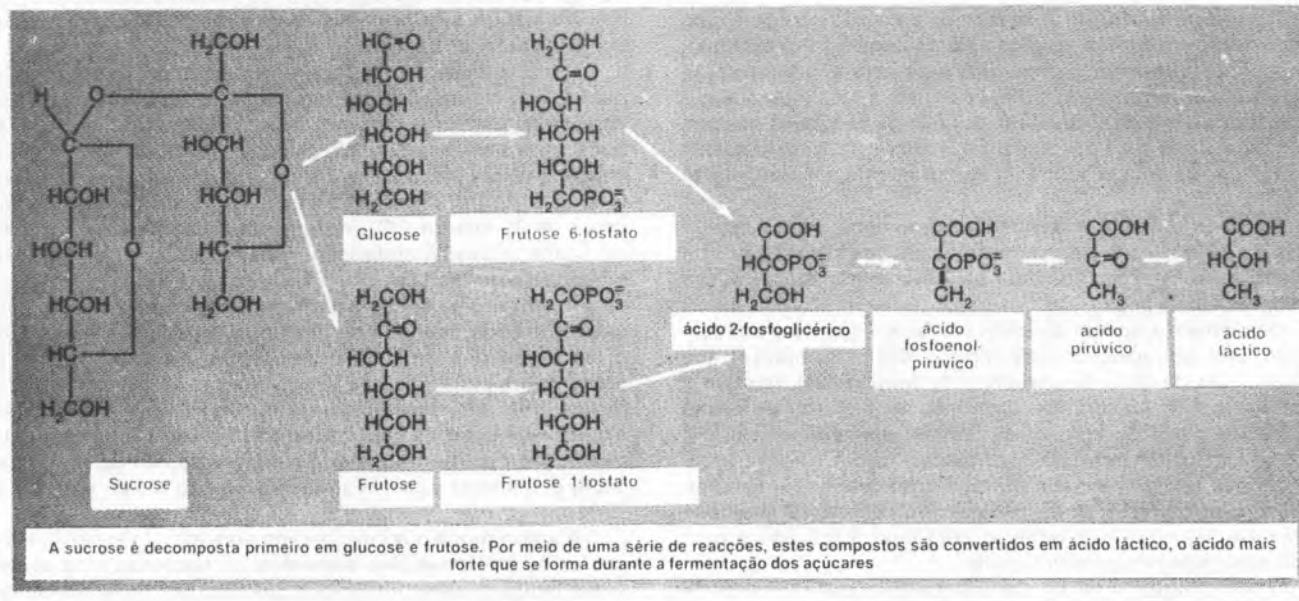 H₂COH
H
O
C
C
HOCH
O
HCOH
HCOH
HOCH
O
HC
HCOH
H₂COH
HC
H₂COH
Sucrose
HC=O
HCOH
HOCH
HCOH
HCOH
H₂COH
Glucose
H₂COH
C=O
HOCH
HCOH
HCOH
H₂COPO₃⁼
Frutose 6-fosfato
H₂COH
C=O
HOCH
HCOH
HCOH
H₂COH
Frutose
H₂COPO₃⁼
C=O
HOCH
HCOH
HCOH
H₂COH
Frutose 1-fosfato
COOH
HCOPO₃⁼
H₂COH
ácido 2-fosfoglicérico
COOH
COPO₃⁼
CH₂
ácido
fosfoenol-
pirúvico
COOH
C=O
CH₃
ácido
pirúvico
COOH
HCOH
CH₃
ácido
láctico
A sucrose é decomposta primeiro em glucose e frutose. Por meio de uma série de reacções, estes compostos são convertidos em ácido láctico, o ácido mais
forte que se forma durante a fermentação dos açúcares